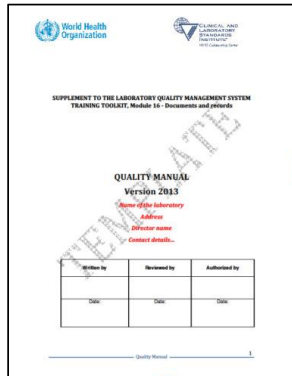 World Health
Organization
CLINICAL AND
LABORATORY
STANDARDS
INSTITUTE
SUPPLEMENT TO THE LABORATORY QUALITY MANAGEMENT SYSTEM
TRAINING TOOLKIT, Module 16 - Documents and records
TEMPLATE
QUALITY MANUAL
Version 2013
Name of the laboratory
Address
Director name
Contact details...
Written by Reviewed by Authorized by
Date: Date: Date:
Quality Manual 1